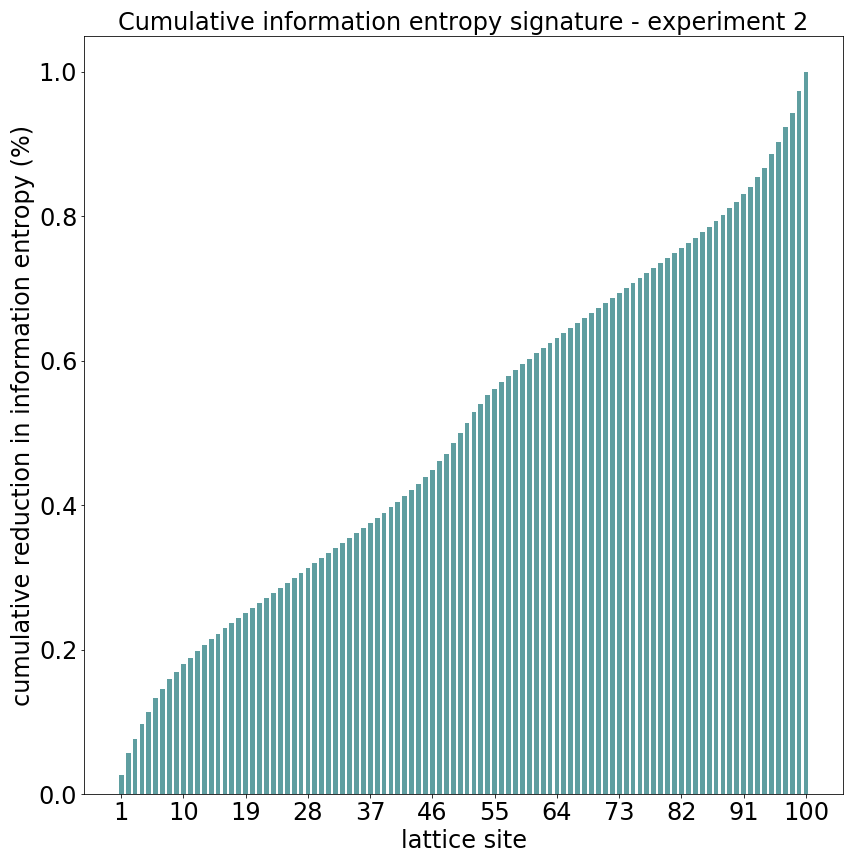 Cumulative information entropy signature - experiment 2
cumulative reduction in information entropy (%)
1.0
0.8
0.6
0.4
0.2
0.0
1 10 19 28 37 46 55 64 73 82 91 100
lattice site